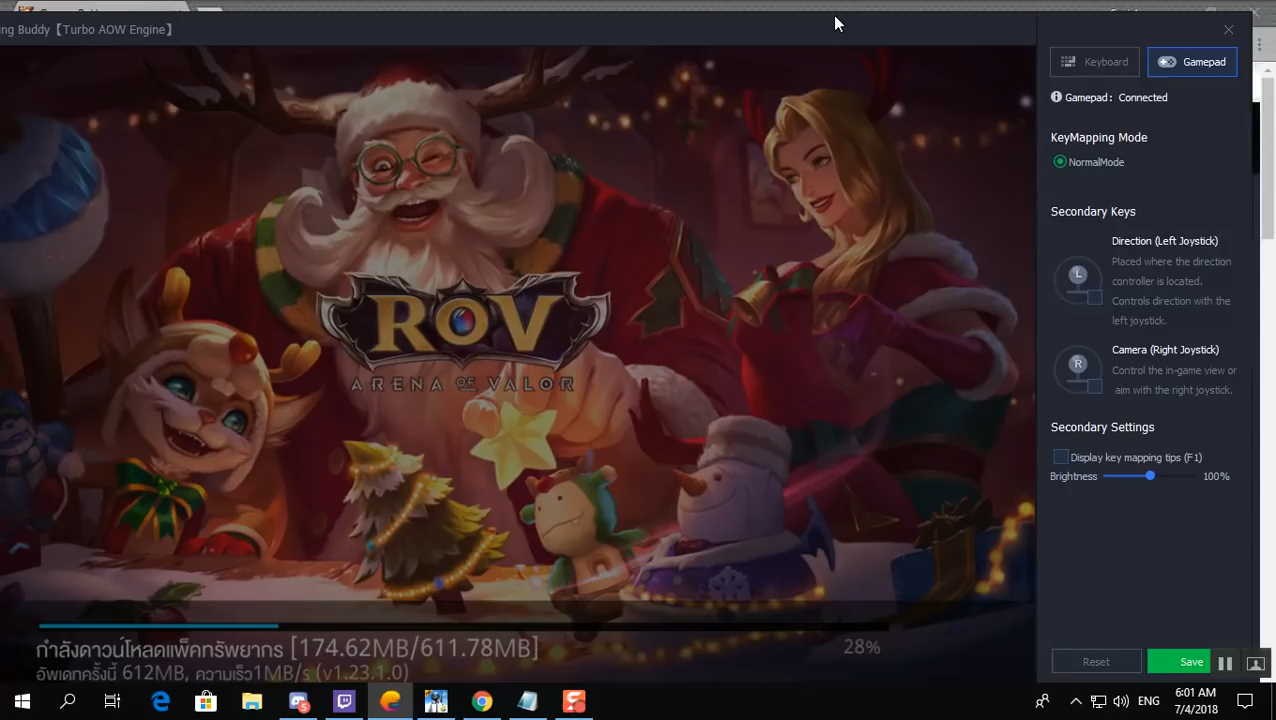 ng Buddy【Turbo AOW Engine】
Keyboard
Gamepad
Gamepad : Connected
KeyMapping Mode
NormalMode
Secondary Keys
Direction (Left Joystick)
L
Placed where the direction
controller is located.
Controls direction with the
left joystick.
Camera (Right Joystick)
R
Control the in-game view or
aim with the right joystick.
Secondary Settings
Display key mapping tips (F1)
Brightness
100%
ROV
ARENA OF VALOR
กำลังดาวน์โหลดแพ็คทรัพยากร [174.62MB/611.78MB]
28%
อัพเดทครั้งนี้ 612MB, ความเร็ว1MB/s (v1.23.1.0)
Reset
Save
5
ENG
6:01 AM
7/4/2018